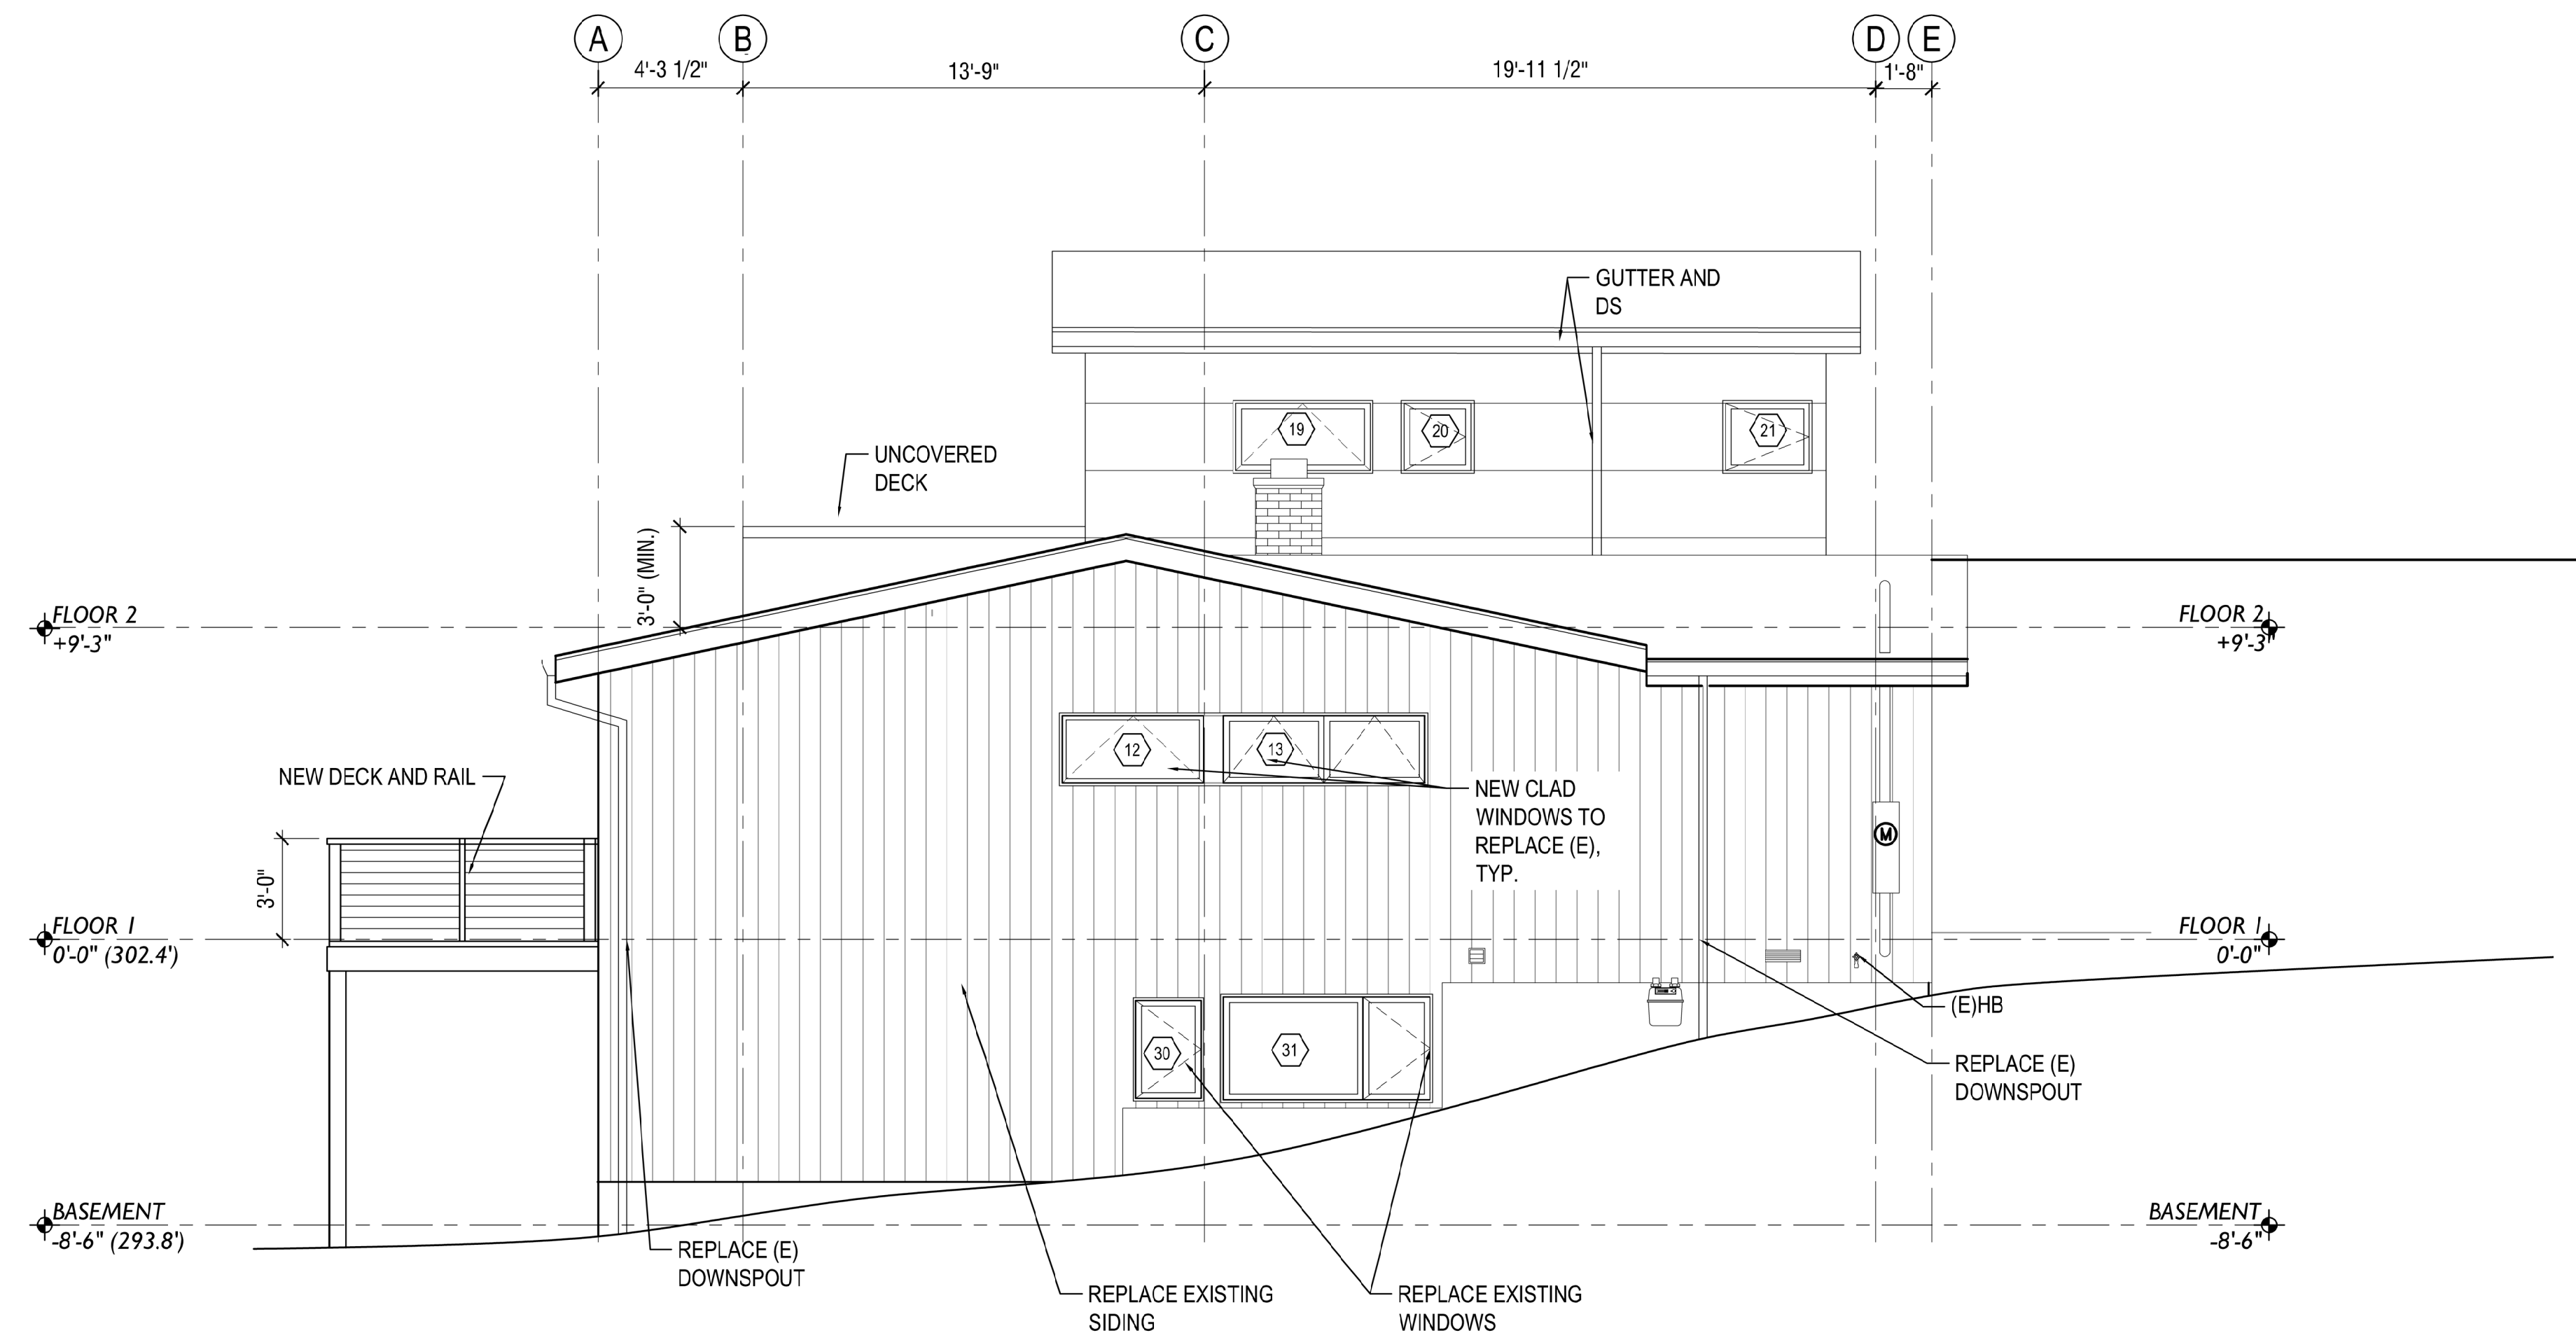 A
B
C
D
E
4'-3 1/2"
13'-9"
19'-11 1/2"
1'-8"
GUTTER AND
DS
19
20
21
UNCOVERED
DECK
3'-0" (MIN.)
FLOOR 2
+9'-3"
FLOOR 2
+9'-3"
12
13
NEW DECK AND RAIL
NEW CLAD
WINDOWS TO
REPLACE (E),
TYP.
M
3'-0"
FLOOR 1
0'-0" (302.4')
FLOOR 1
0'-0"
(E)HB
30
31
REPLACE (E)
DOWNSPOUT
BASEMENT
-8'-6" (293.8')
BASEMENT
-8'-6"
REPLACE (E)
DOWNSPOUT
REPLACE EXISTING
SIDING
REPLACE EXISTING
WINDOWS